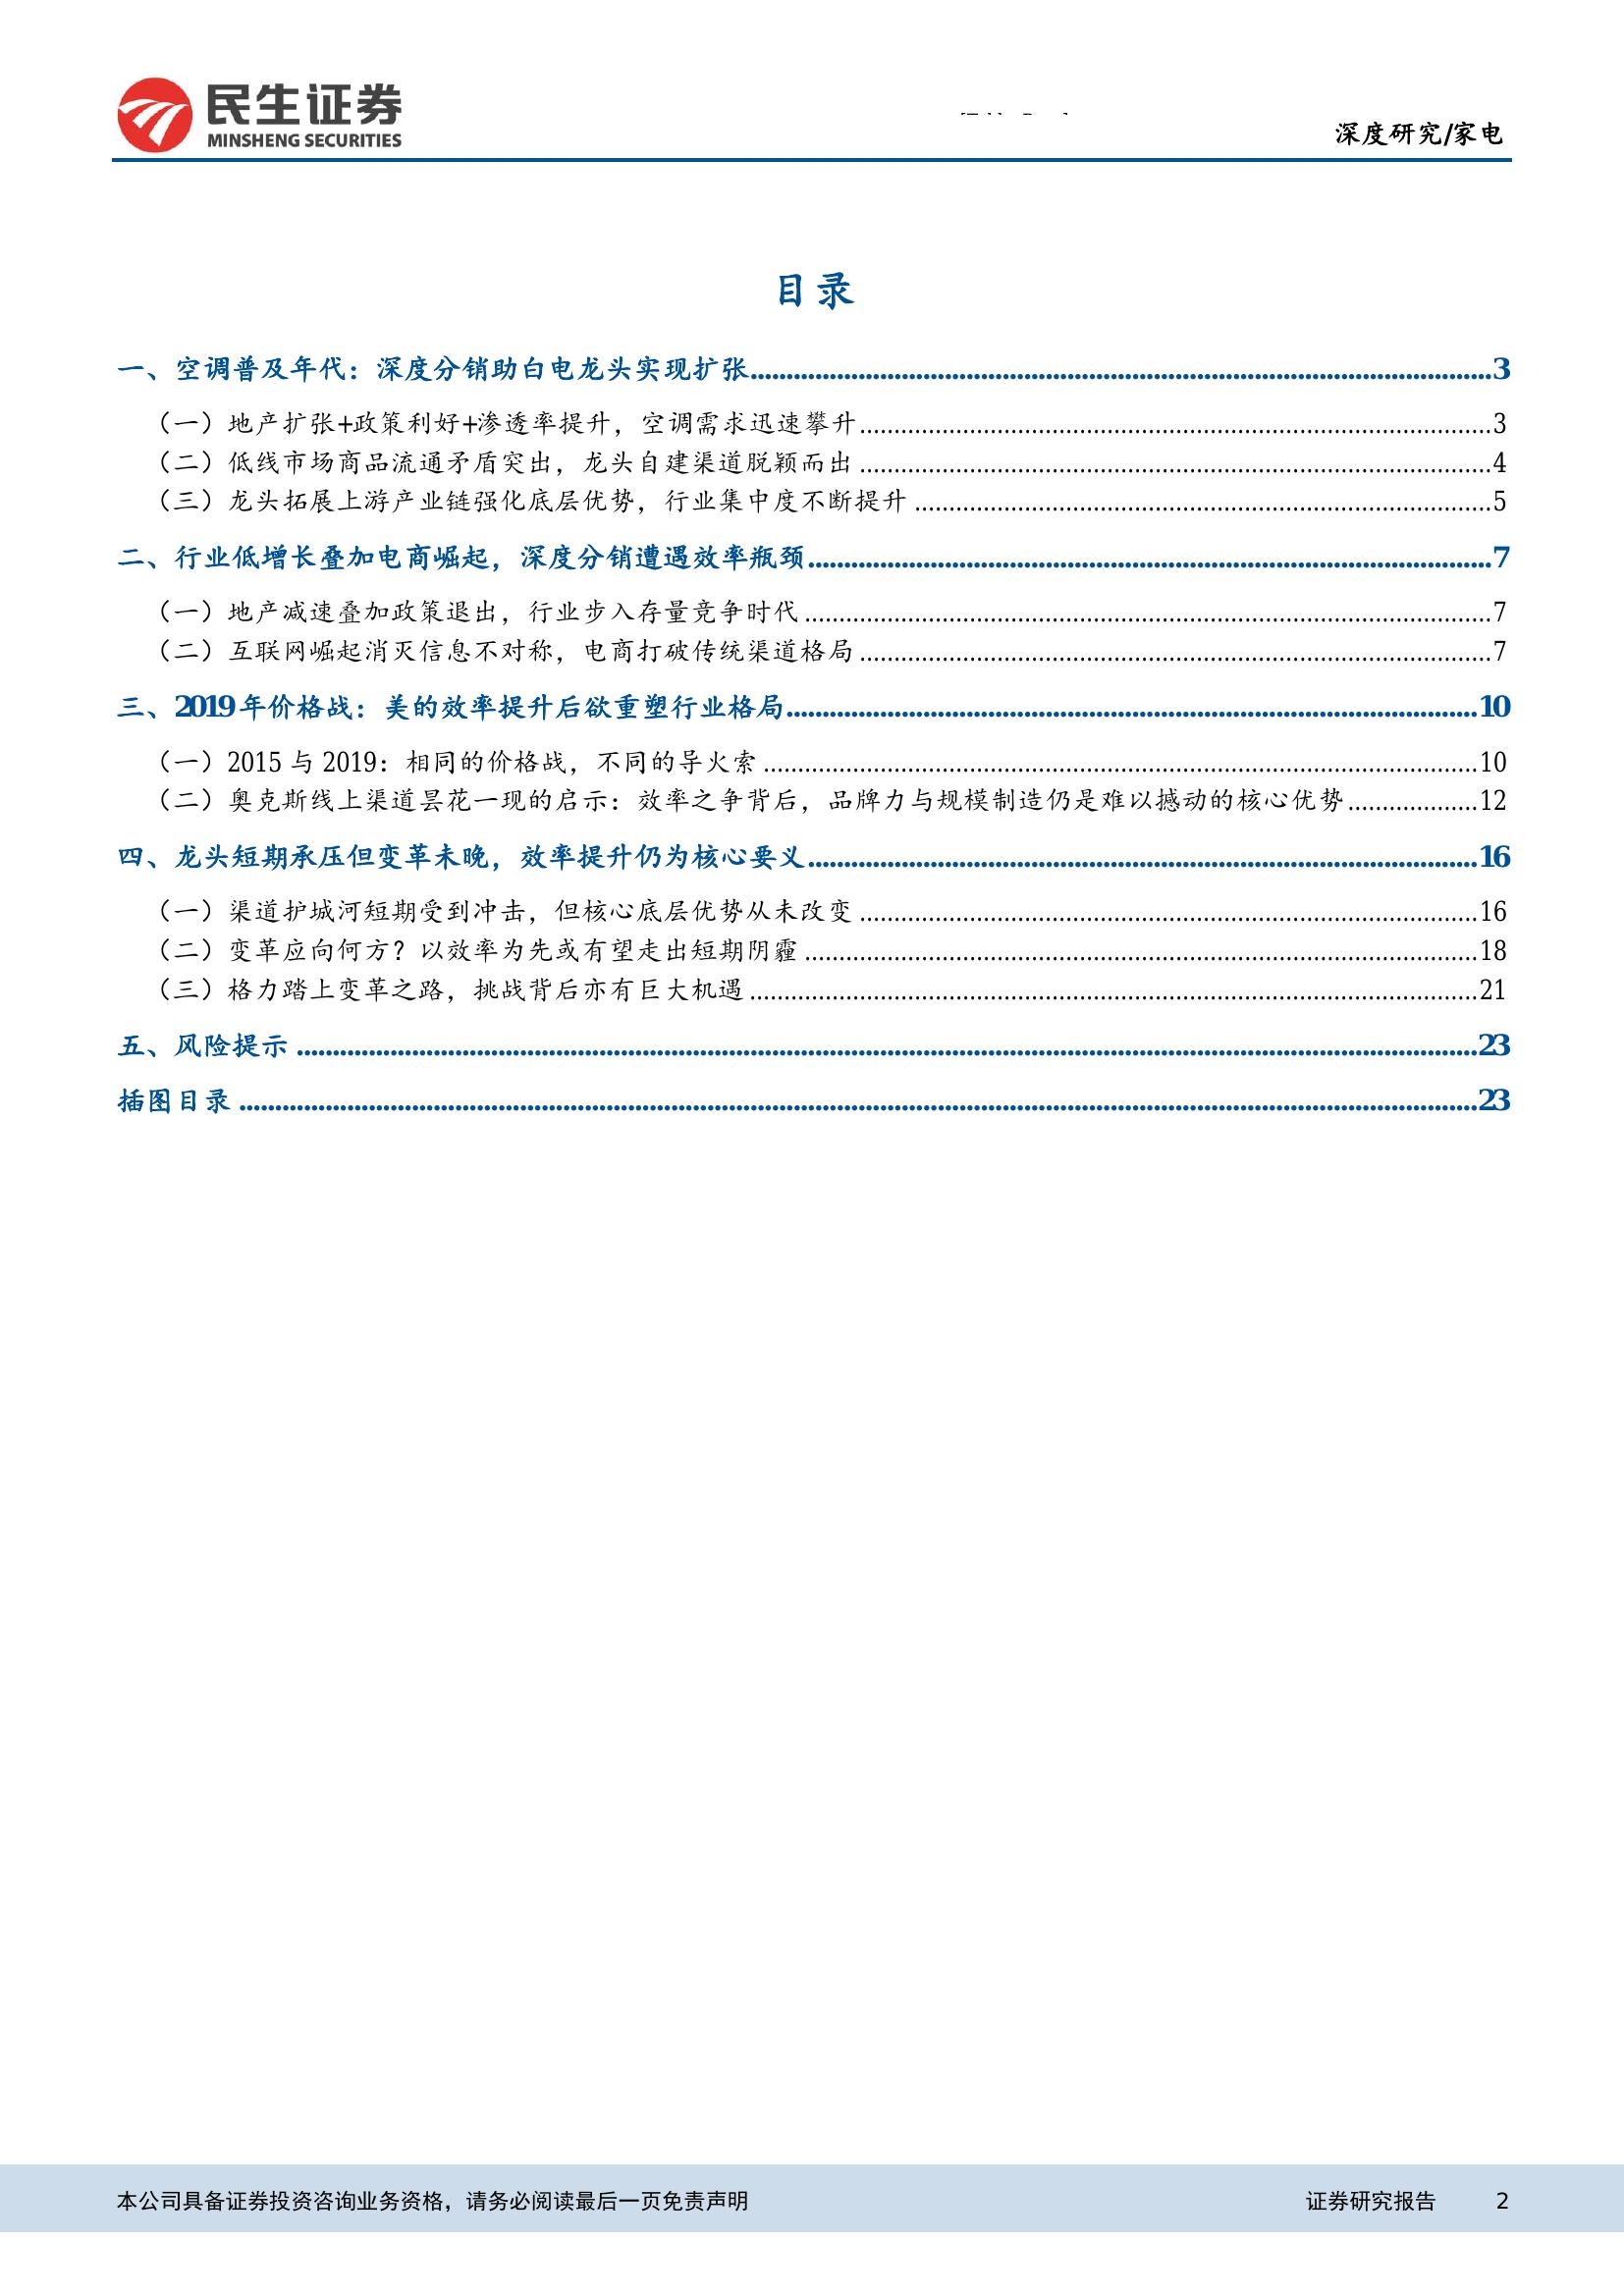 民生证券
MINSHENG SECURITIES
深度研究/家电
目录
一、空调普及年代：深度分销助白电龙头实现扩张........3
（一）地产扩张+政策利好+渗透率提升，空调需求迅速攀升........3
（二）低线市场商品流通矛盾突出，龙头自建渠道脱颖而出........4
（三）龙头拓展上游产业链强化底层优势，行业集中度不断提升........5
二、行业低增长叠加电商崛起，深度分销遭遇效率瓶颈........7
（一）地产减速叠加政策退出，行业步入存量竞争时代........7
（二）互联网崛起消灭信息不对称，电商打破传统渠道格局........7
三、2019年价格战：美的效率提升后欲重塑行业格局........10
（一）2015 与 2019：相同的价格战，不同的导火索........10
（二）奥克斯线上渠道昙花一现的启示：效率之争背后，品牌力与规模制造仍是难以撼动的核心优势........12
四、龙头短期承压但变革未晚，效率提升仍为核心要义........16
（一）渠道护城河短期受到冲击，但核心底层优势从未改变........16
（二）变革应向何方？以效率为先或有望走出短期阴霾........18
（三）格力踏上变革之路，挑战背后亦有巨大机遇........21
五、风险提示........23
插图目录........23
本公司具备证券投资咨询业务资格，请务必阅读最后一页免责声明 证券研究报告 2